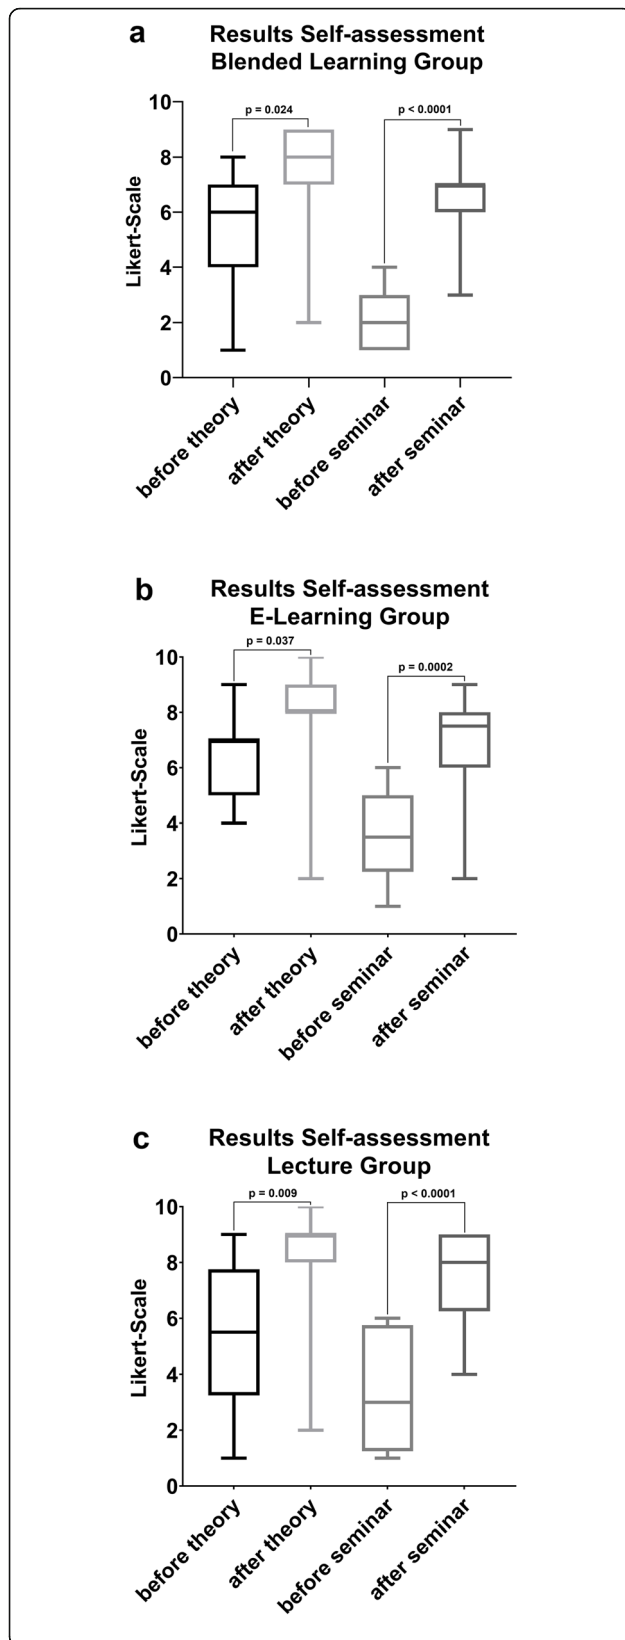 a
Results Self-assessment
Blended Learning Group
p = 0.024
p < 0.0001
Likert-Scale
10
8
6
4
2
0
before theory
after theory
before seminar
after seminar
b
Results Self-assessment
E-Learning Group
p = 0.037
p = 0.0002
Likert-Scale
10
8
6
4
2
0
before theory
after theory
before seminar
after seminar
c
Results Self-assessment
Lecture Group
p = 0.009
p < 0.0001
Likert-Scale
10
8
6
4
2
0
before theory
after theory
before seminar
after seminar